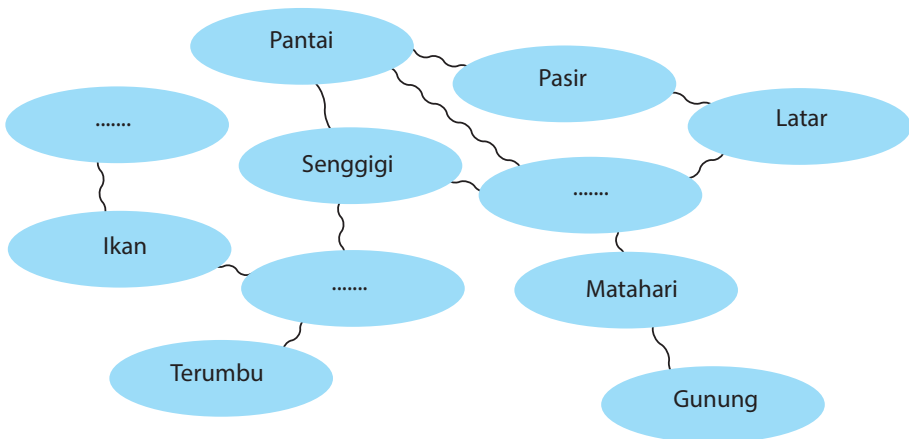 Pantai
Pasir
.......
Latar
Senggigi
.......
Ikan
.......
Matahari
Terumbu
Gunung